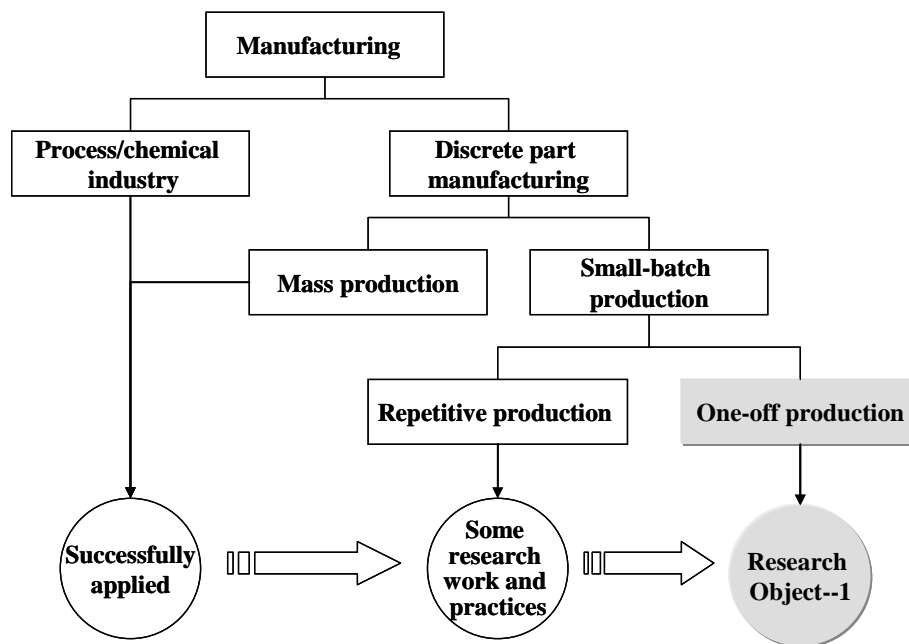 Manufacturing
Process/chemical
industry
Discrete part
manufacturing
Mass production
Small-batch
production
Repetitive production
One-off production
Successfully
applied
Some
research
work and
practices
Research
Object--1